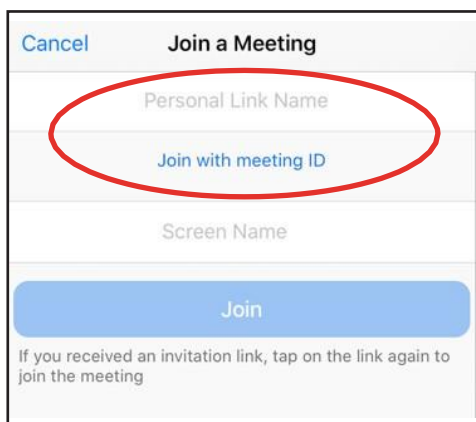 Cancel Join a Meeting
Personal Link Name
Join with meeting ID
Screen Name
Join
If you received an invitation link, tap on the link again to
join the meeting